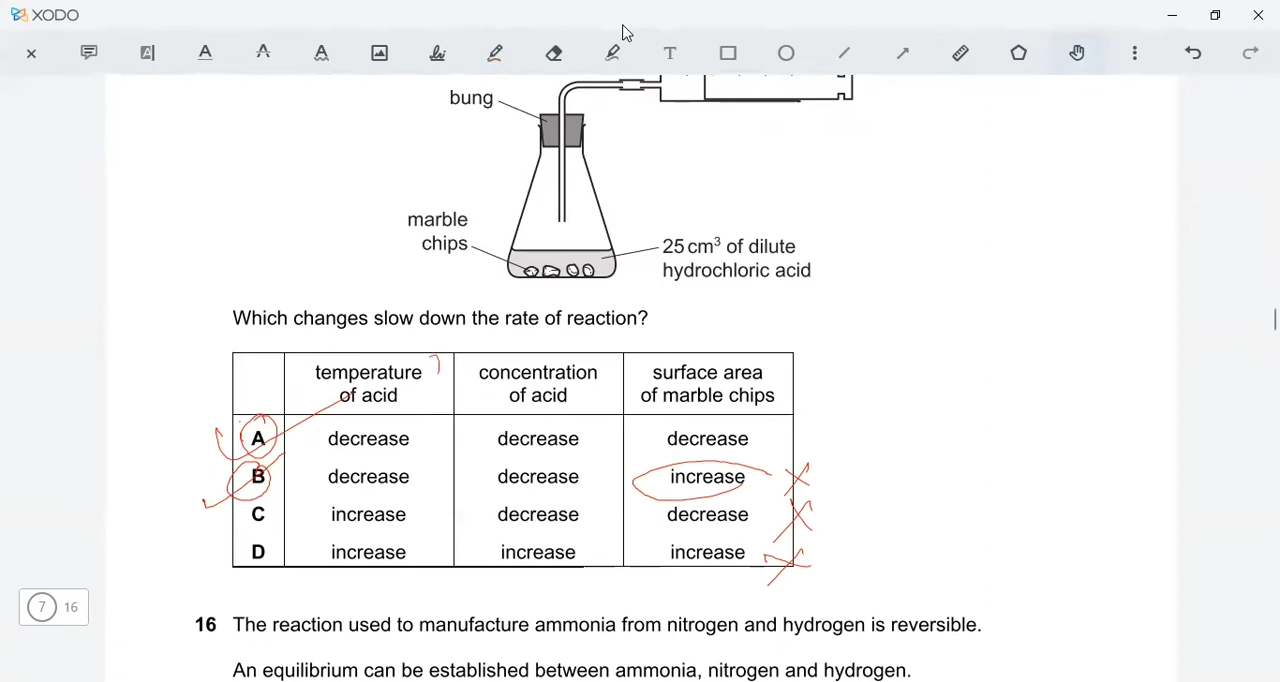 XODO
bung
marble
chips
25 cm³ of dilute
hydrochloric acid
Which changes slow down the rate of reaction?
temperature of acid concentration of acid surface area of marble chips
A decrease decrease decrease
B decrease decrease increase
C increase decrease decrease
D increase increase increase
7 16
16 The reaction used to manufacture ammonia from nitrogen and hydrogen is reversible.
An equilibrium can be established between ammonia, nitrogen and hydrogen.